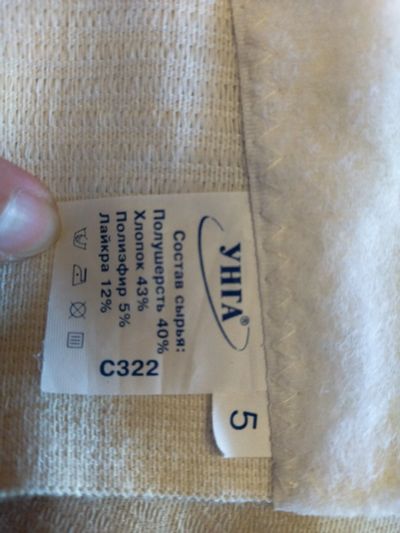 УНГА®
Состав сырья:
Полушерсть 40%
Хлопок 43%
Полиэфир 5%
Лайкра 12%
С322
5